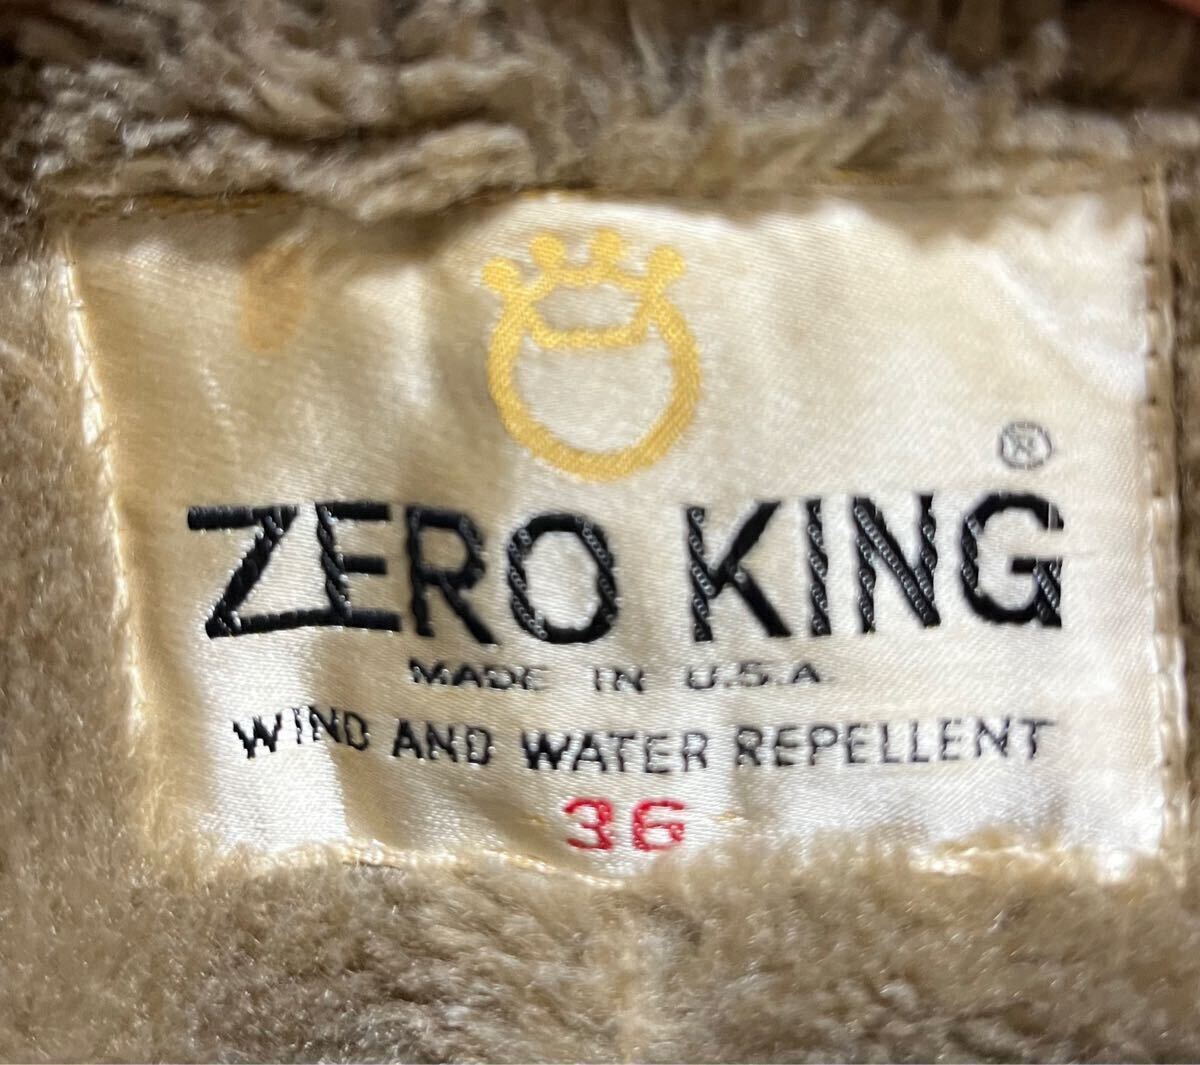 ®
ZERO KING
MADE IN U.S.A.
WIND AND WATER REPELLENT
36